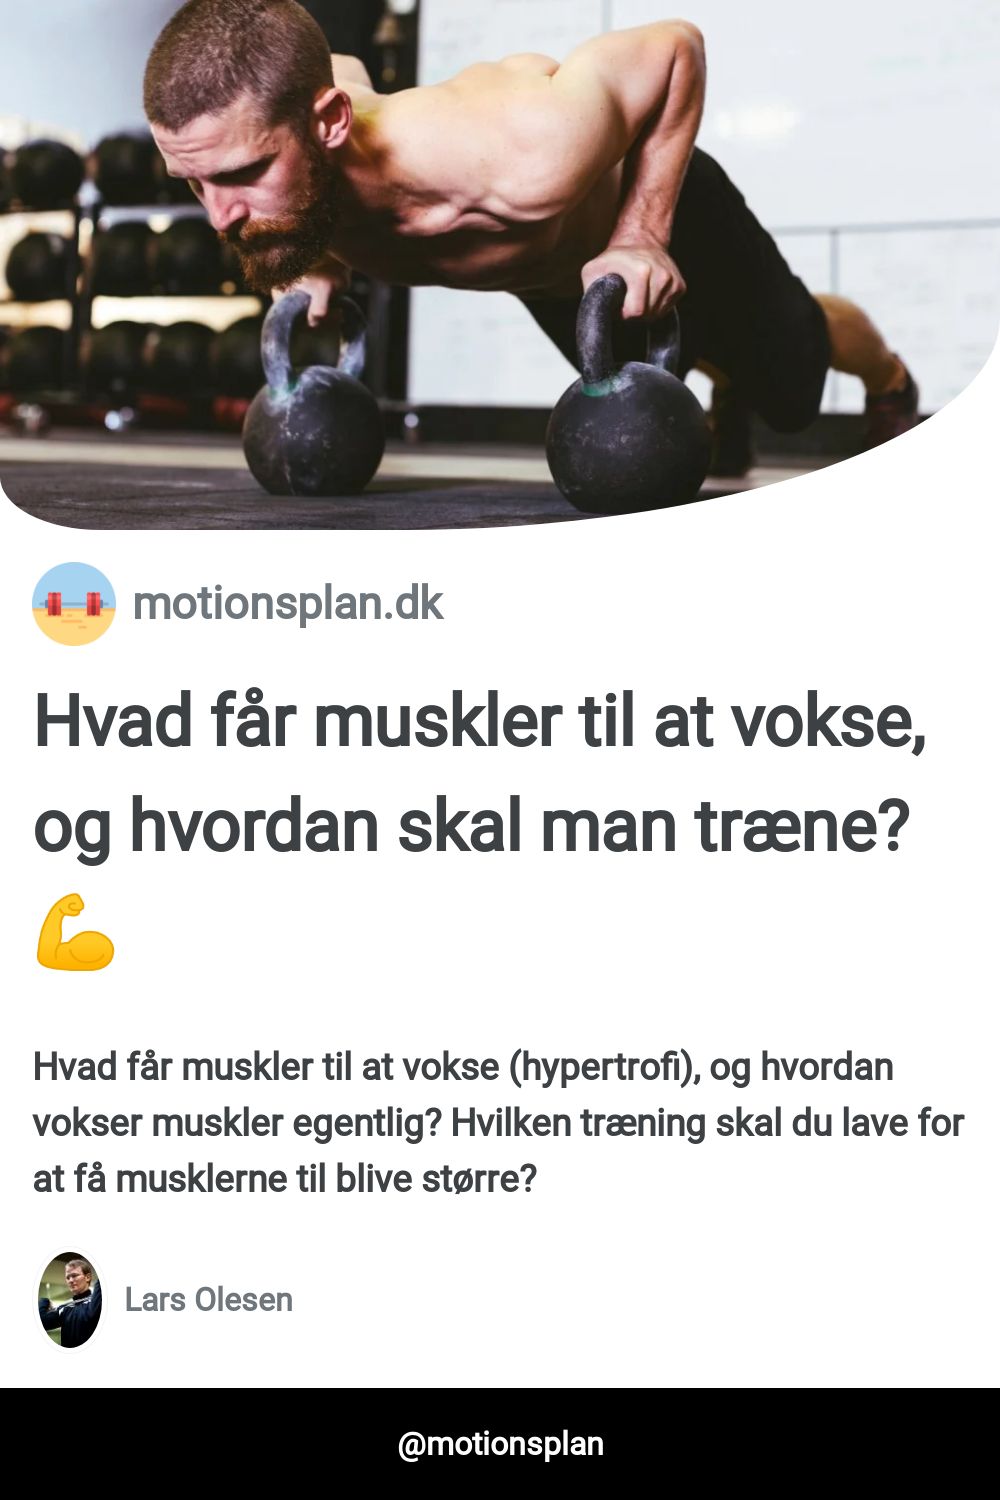 motionsplan.dk
Hvad får muskler til at vokse,
og hvordan skal man træne?
💪
Hvad får muskler til at vokse (hypertrofi), og hvordan
vokser muskler egentlig? Hvilken træning skal du lave for
at få musklerne til blive større?
Lars Olesen
@motionsplan